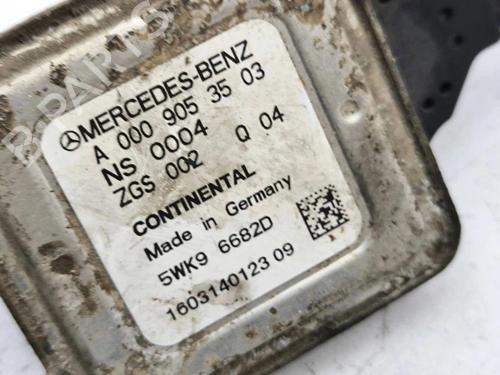 MERCEDES-BENZ
A 000 905 35 03
NS 0004
ZGS 002 Q 04
CONTINENTAL
Made in Germany
5WK9 6682D
1603140123 09